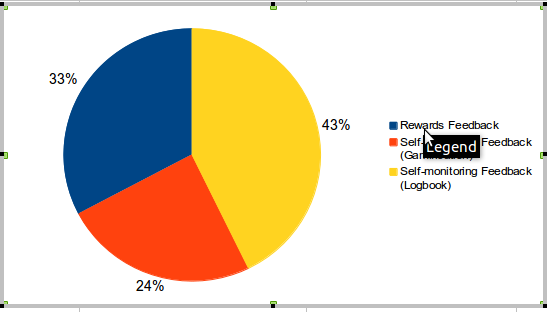 33%
43%
24%
Rewards Feedback
Self- Feedback
(Gam
Self-monitoring Feedback
(Logbook)
Legend